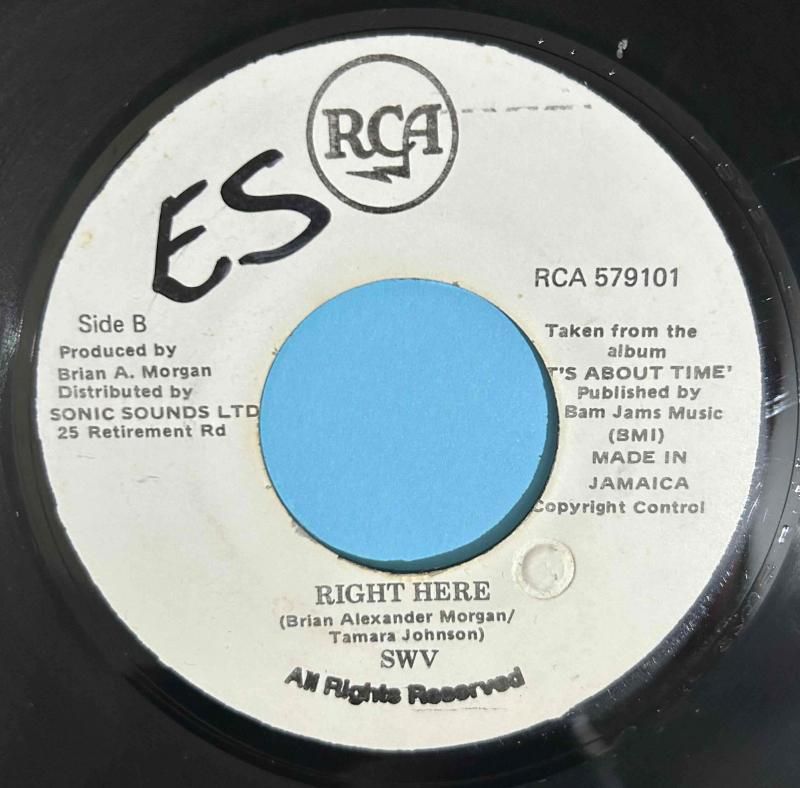 RCA
ES
RCA 579101
Side B
Produced by
Brian A. Morgan
Distributed by
SONIC SOUNDS LTD
25 Retirement Rd
Taken from the
album
T'S ABOUT TIME'
Published by
Bam Jams Music
(BMI)
MADE IN
JAMAICA
Copyright Control
RIGHT HERE
(Brian Alexander Morgan/
Tamara Johnson)
SWV
All Rights Reserved